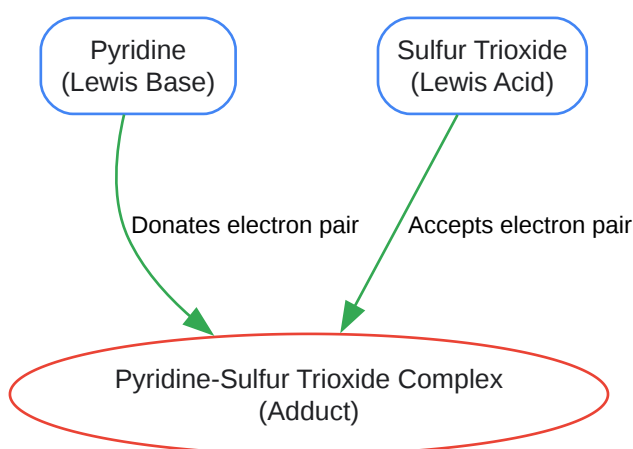 Pyridine
(Lewis Base)
Sulfur Trioxide
(Lewis Acid)
Donates electron pair
Accepts electron pair
Pyridine-Sulfur Trioxide Complex
(Adduct)